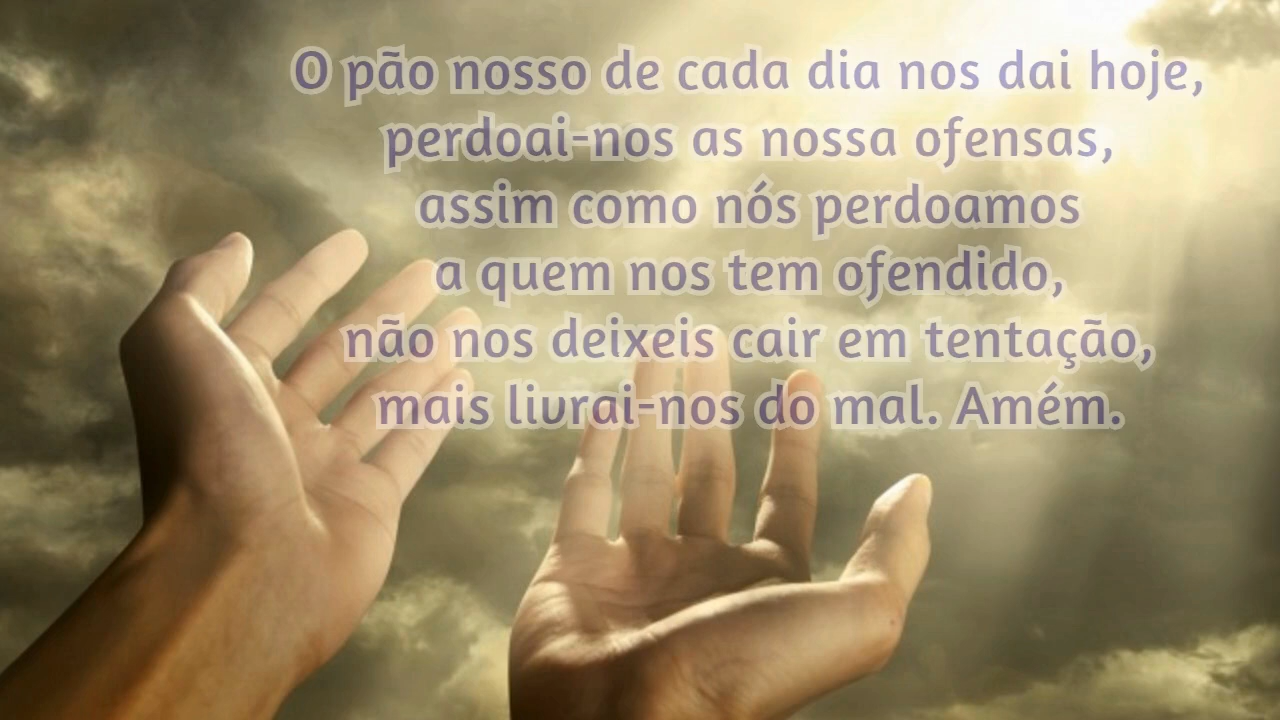 O pão nosso de cada dia nos dai hoje,
perdoai-nos as nossa ofensas,
assim como nós perdoamos
a quem nos tem ofendido,
não nos deixeis cair em tentação,
mais livrai-nos do mal. Amém.